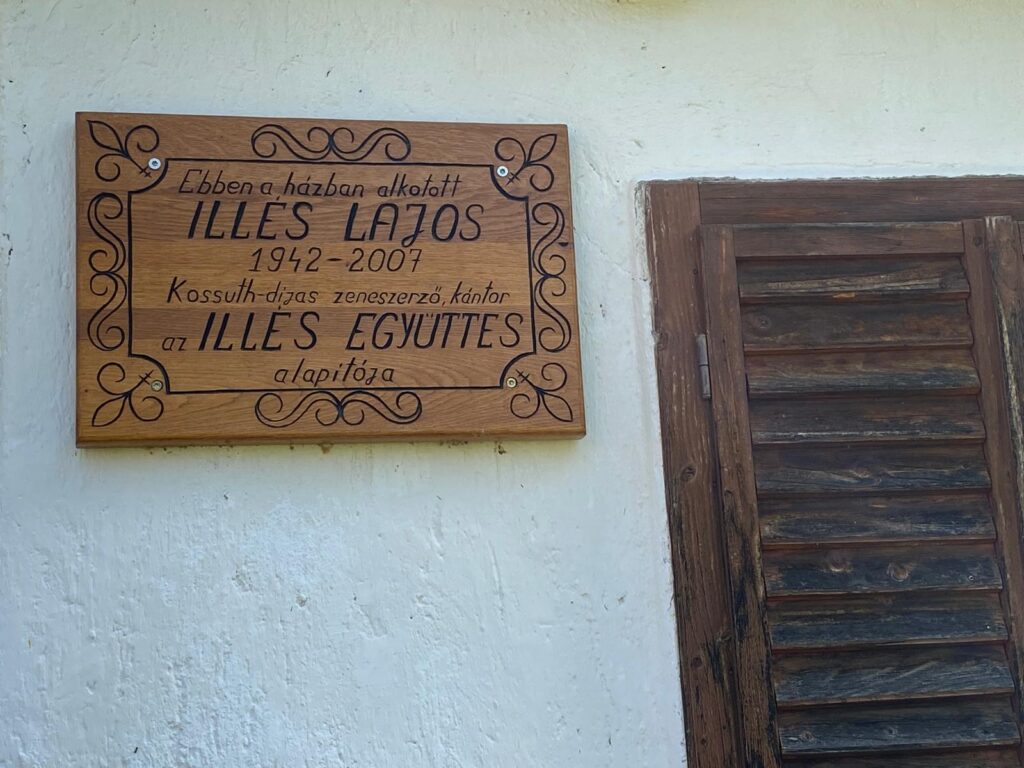 Ebben a házban alkotott
ILLÉS LAJOS
1942-2007
Kossuth-díjas zeneszerző, kántor
az ILLÉS EGYÜTTES
alapítója